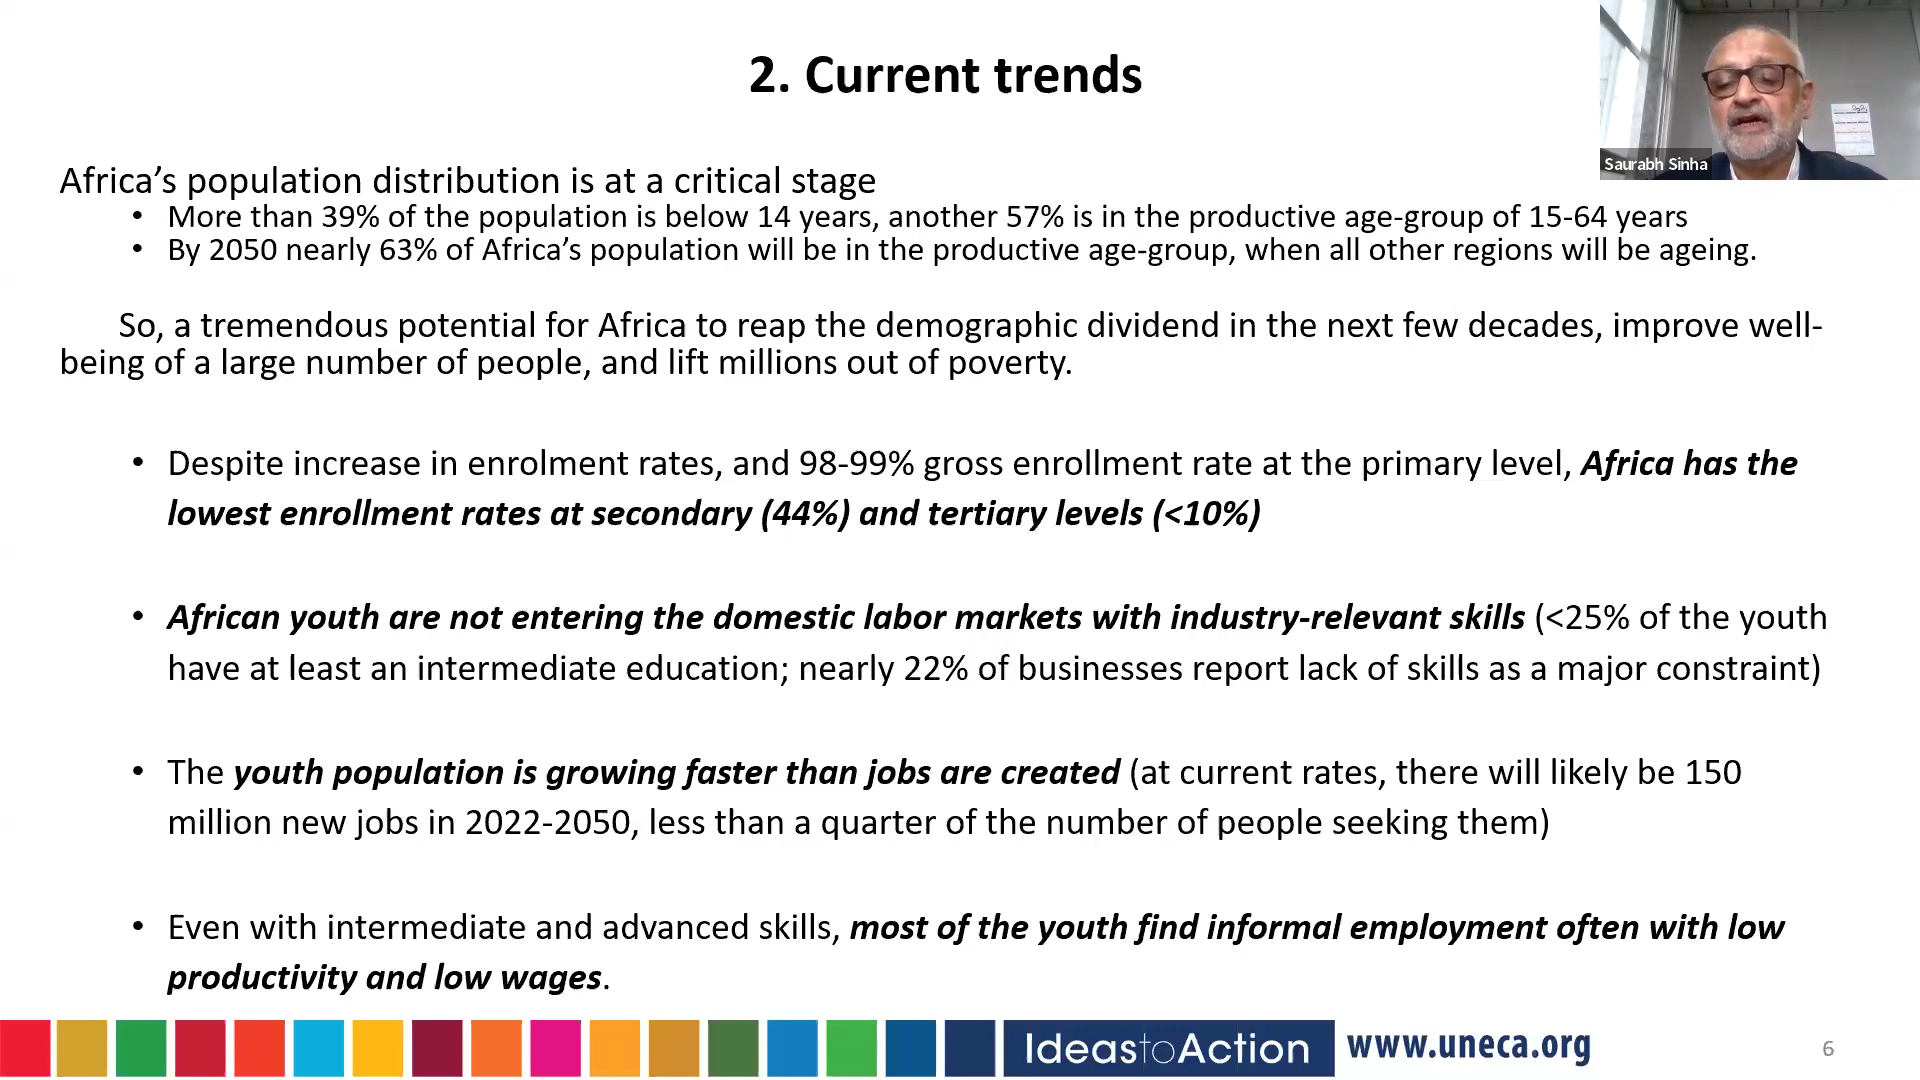 2. Current trends
Saurabh Sinha
Africa’s population distribution is at a critical stage
• More than 39% of the population is below 14 years, another 57% is in the productive age-group of 15-64 years
• By 2050 nearly 63% of Africa’s population will be in the productive age-group, when all other regions will be ageing.
So, a tremendous potential for Africa to reap the demographic dividend in the next few decades, improve well-
being of a large number of people, and lift millions out of poverty.
• Despite increase in enrolment rates, and 98-99% gross enrollment rate at the primary level, Africa has the
lowest enrollment rates at secondary (44%) and tertiary levels (<10%)
• African youth are not entering the domestic labor markets with industry-relevant skills (<25% of the youth
have at least an intermediate education; nearly 22% of businesses report lack of skills as a major constraint)
• The youth population is growing faster than jobs are created (at current rates, there will likely be 150
million new jobs in 2022-2050, less than a quarter of the number of people seeking them)
• Even with intermediate and advanced skills, most of the youth find informal employment often with low
productivity and low wages.
IdeastoAction www.uneca.org
6